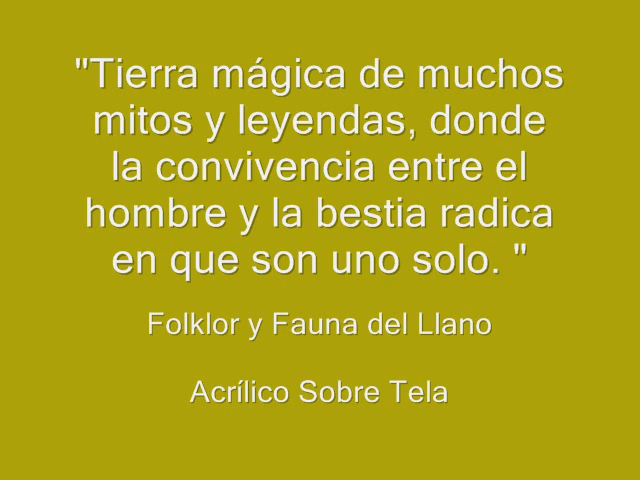 "Tierra mágica de muchos
mitos y leyendas, donde
la convivencia entre el
hombre y la bestia radica
en que son uno solo. "
Folklor y Fauna del Llano
Acrílico Sobre Tela